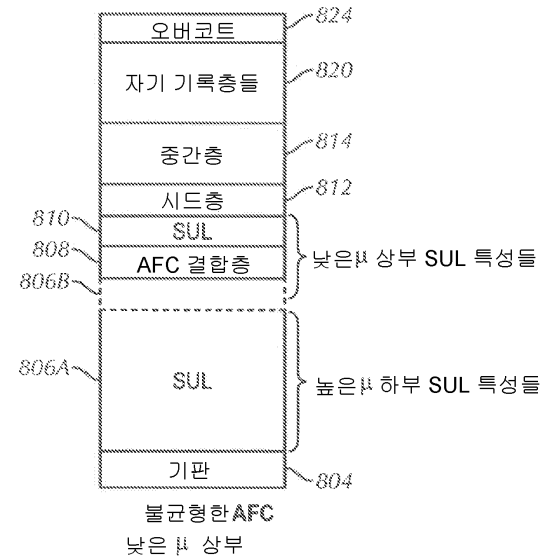 오버코트
824
자기 기록층들
820
중간층
814
시드층
812
810
SUL
808
AFC 결합층
낮은μ 상부 SUL 특성들
806B
806A
SUL
높은μ 하부 SUL 특성들
기판
804
불균형한AFC
낮은 μ 상부